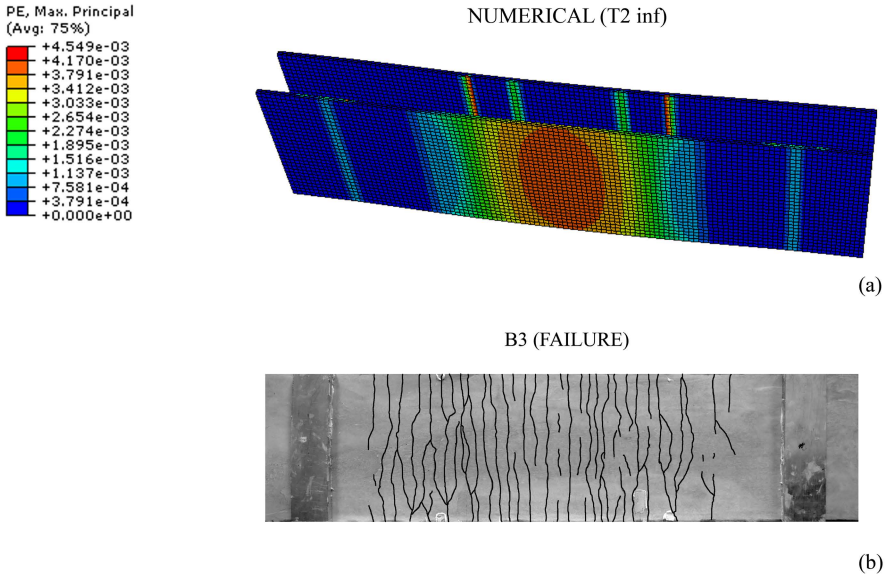 PE, Max. Principal
(Avg: 75%)
+4.549e-03
+4.170e-03
+3.791e-03
+3.412e-03
+3.033e-03
+2.654e-03
+2.274e-03
+1.895e-03
+1.516e-03
+1.137e-03
+7.581e-04
+3.791e-04
+0.000e+00
NUMERICAL (T2 inf)
(a)
B3 (FAILURE)
(b)